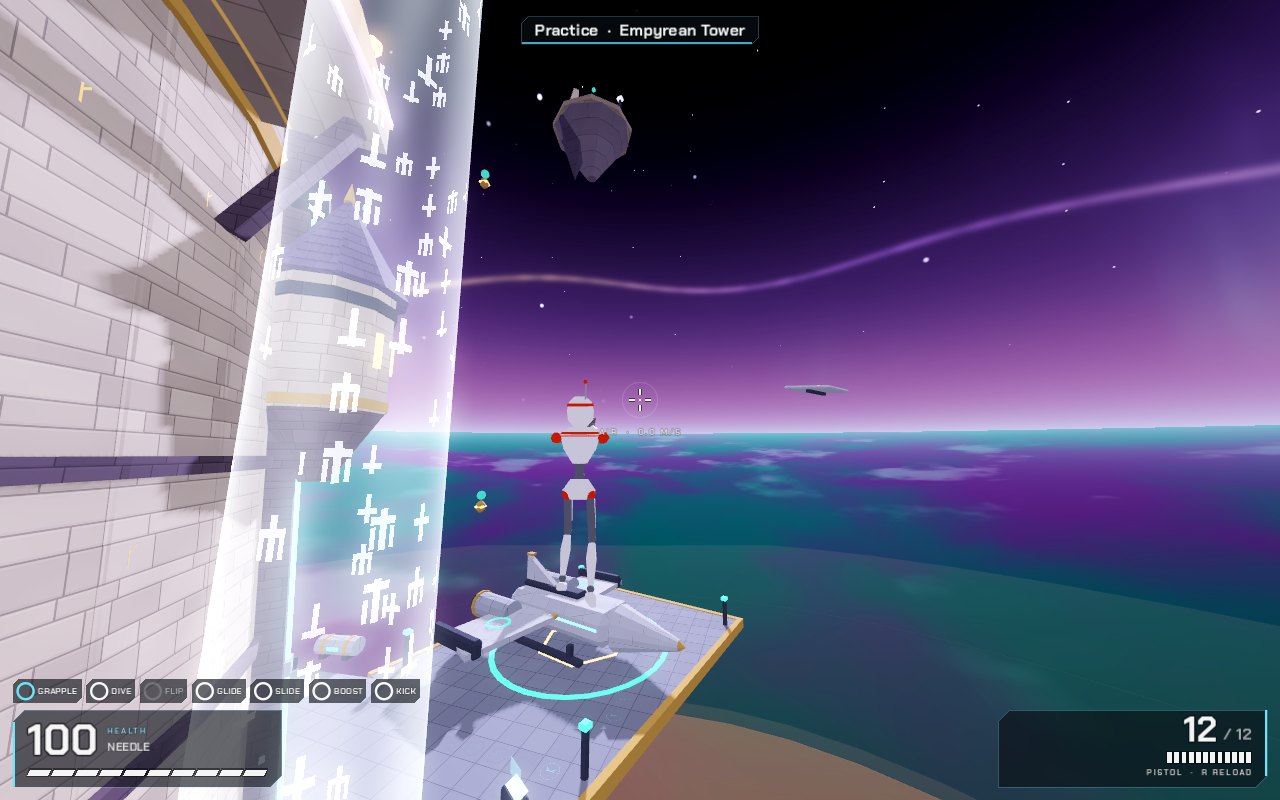 Practice · Empyrean Tower
GRAPPLE
DIVE
FLIP
GLIDE
SLIDE
BOOST
KICK
100 HEALTH
NEEDLE
12 / 12
PISTOL · R RELOAD